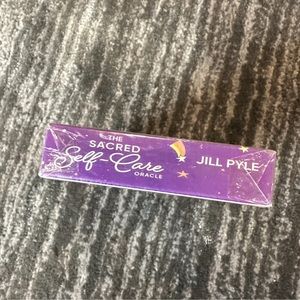 THE
SACRED
Self-Care
ORACLE
JILL PYLE